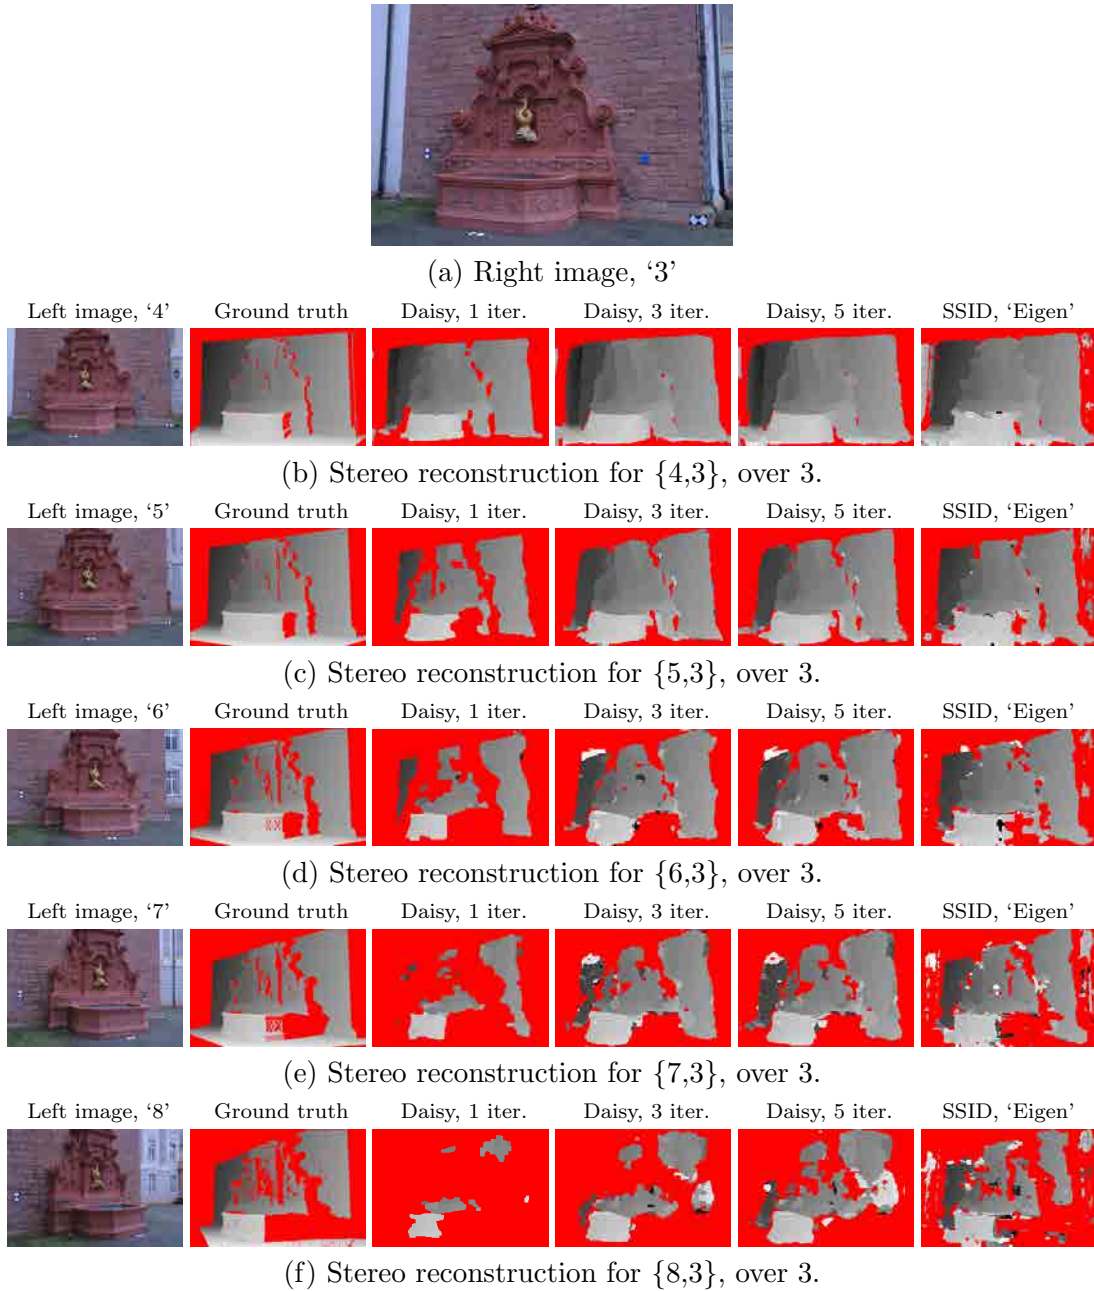 (a) Right image, ‘3’
Left image, ‘4’ Ground truth Daisy, 1 iter. Daisy, 3 iter. Daisy, 5 iter. SSID, ‘Eigen’
(b) Stereo reconstruction for {4,3}, over 3.
Left image, ‘5’ Ground truth Daisy, 1 iter. Daisy, 3 iter. Daisy, 5 iter. SSID, ‘Eigen’
(c) Stereo reconstruction for {5,3}, over 3.
Left image, ‘6’ Ground truth Daisy, 1 iter. Daisy, 3 iter. Daisy, 5 iter. SSID, ‘Eigen’
(d) Stereo reconstruction for {6,3}, over 3.
Left image, ‘7’ Ground truth Daisy, 1 iter. Daisy, 3 iter. Daisy, 5 iter. SSID, ‘Eigen’
(e) Stereo reconstruction for {7,3}, over 3.
Left image, ‘8’ Ground truth Daisy, 1 iter. Daisy, 3 iter. Daisy, 5 iter. SSID, ‘Eigen’
(f) Stereo reconstruction for {8,3}, over 3.